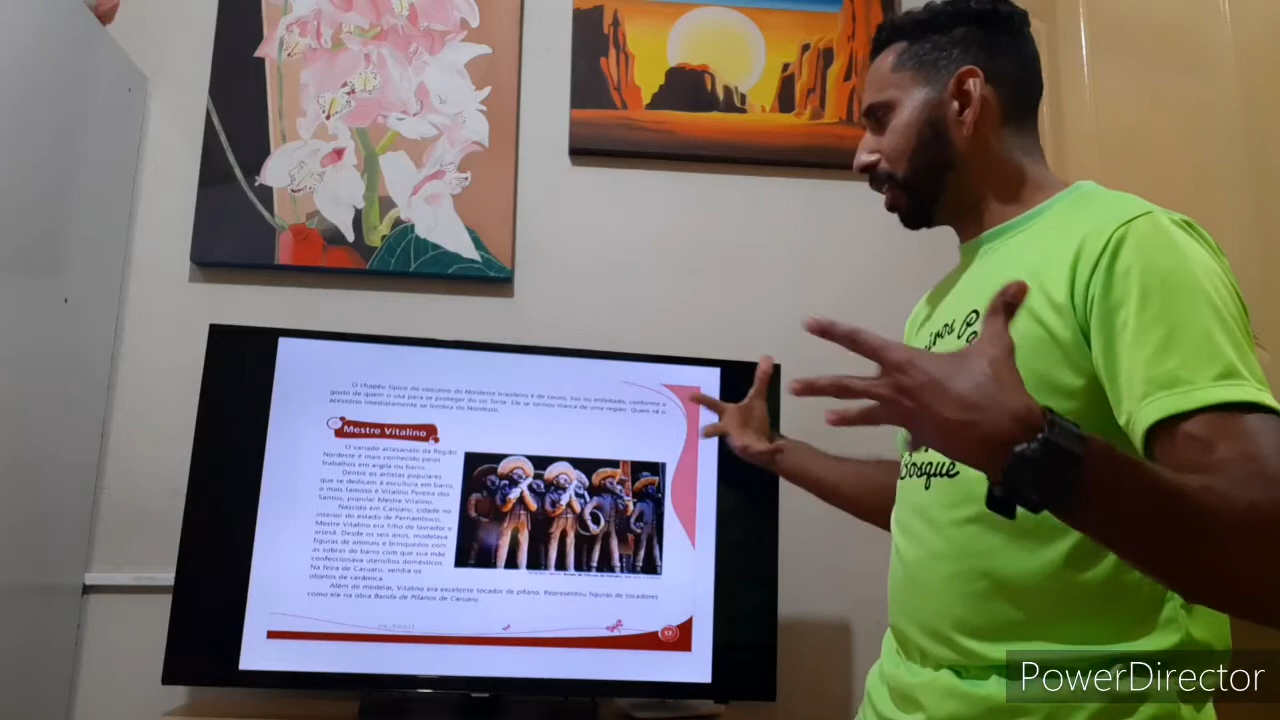 O chapéu típico do vaqueiro do Nordeste brasileiro é de couro, liso ou enfeitado, conforme o
gosto de quem o usa para se proteger do sol forte. Ele se tornou marca de uma região. Quem vê o
acessório imediatamente se lembra do Nordeste.
Mestre Vitalino
O variado artesanato da Região
Nordeste é mais conhecido pelos
trabalhos em argila ou barro.
Dentre os artistas populares
que se dedicam à escultura em barro,
o mais famoso é Vitalino Pereira dos
Santos, popular Mestre Vitalino.
Nascido em Caruaru, cidade no
interior do estado de Pernambuco,
Mestre Vitalino era filho de lavrador e
artesã. Desde os seis anos, modelava
figuras de animais e brinquedos com
as sobras do barro com que sua mãe
confeccionava utensílios domésticos.
Na feira de Caruaru, vendia os
objetos de cerâmica.
Além de modelar, Vitalino era excelente tocador de pífano. Representou figuras de tocadores
como ele na obra Banda de Pífanos de Caruaru.
17
Bosque
PowerDirector